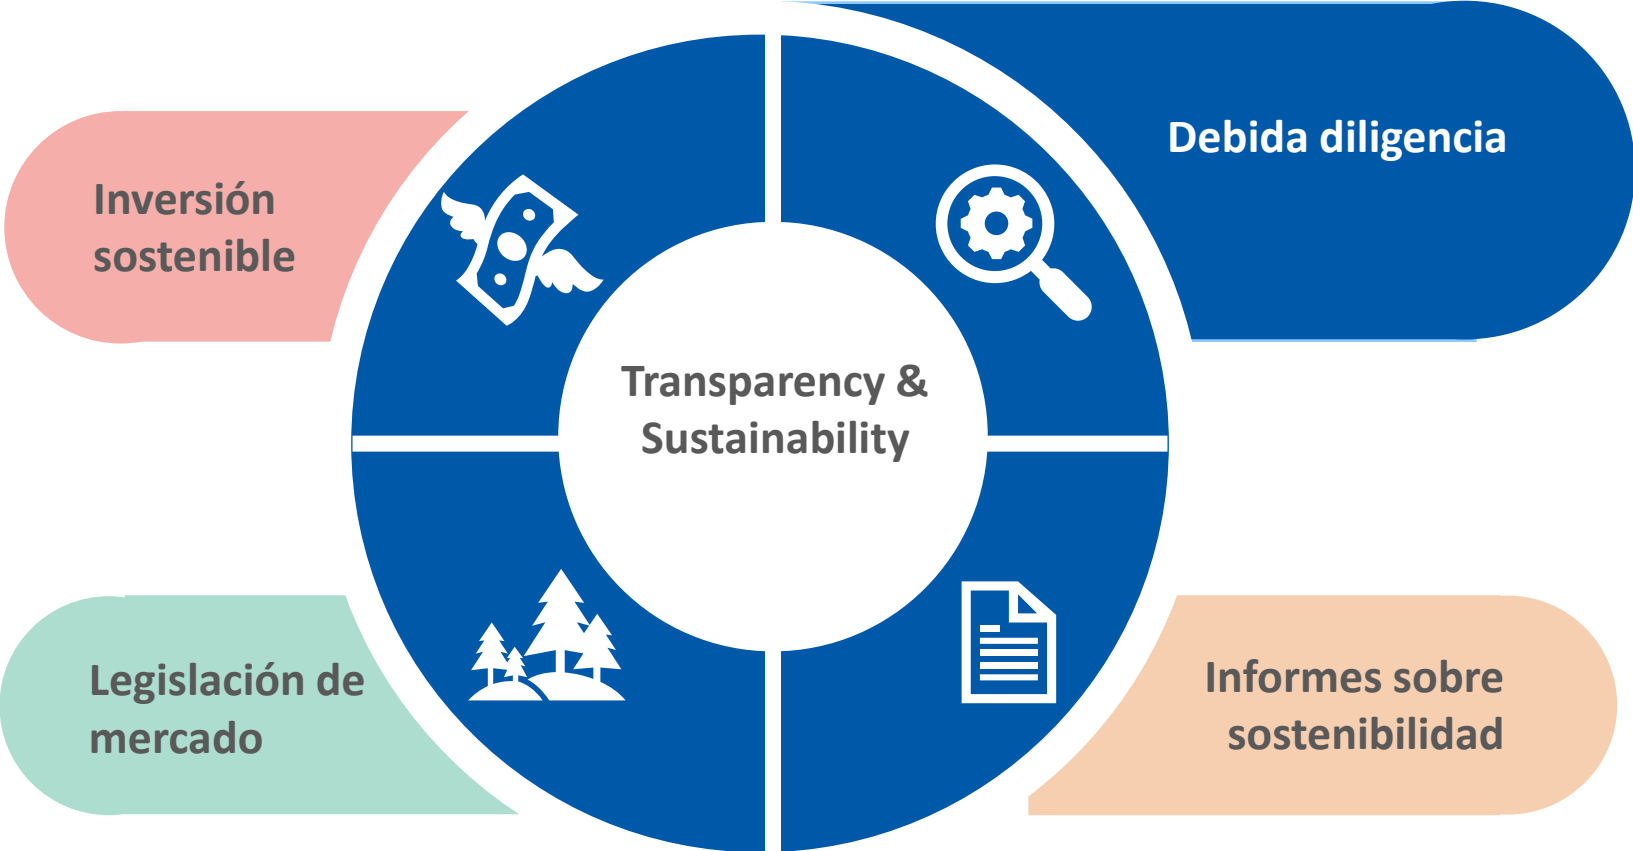 Debida diligencia
Inversión
sostenible
Transparency &
Sustainability
Legislación de
mercado
Informes sobre
sostenibilidad